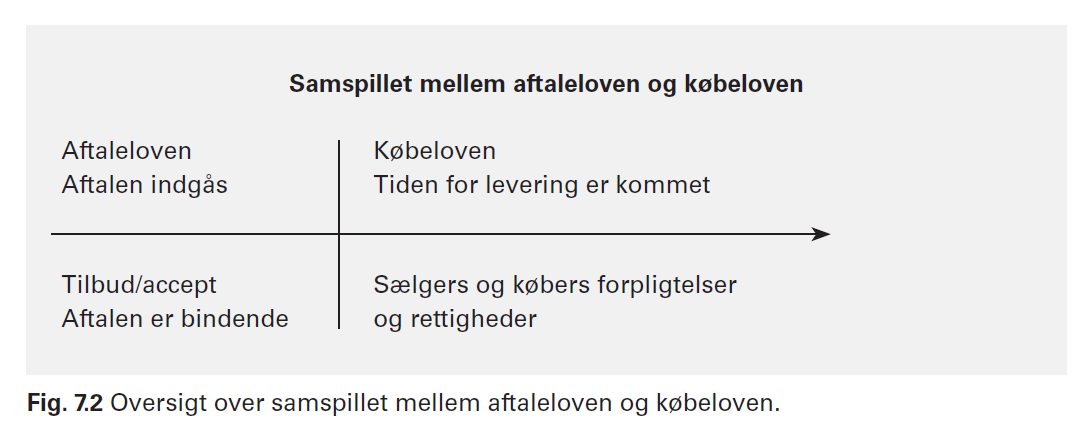 Samspillet mellem aftaleloven og købeloven
Aftaleloven
Aftalen indgås
Købeloven
Tiden for levering er kommet
Tilbud/accept
Aftalen er bindende
Sælgers og købers forpligtelser
og rettigheder
Fig. 7.2 Oversigt over samspillet mellem aftaleloven og købeloven.